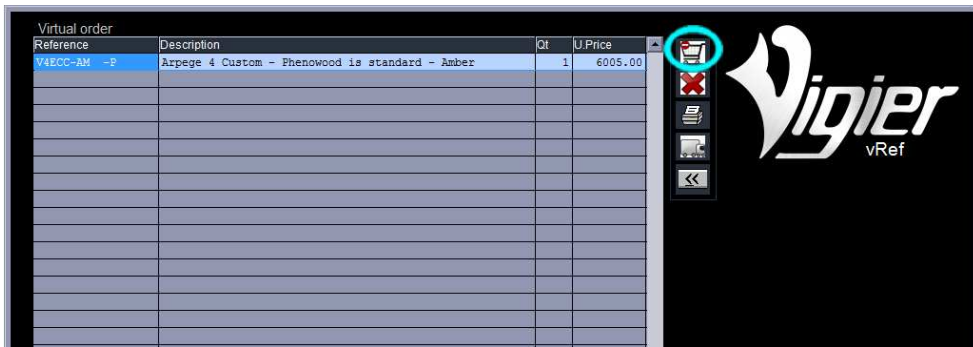 Virtual order
Reference Description Qt U.Price
V4ECC-AM -P Arpege 4 Custom - Phenowood is standard - Amber 1 6005.00
Vigier
vRef